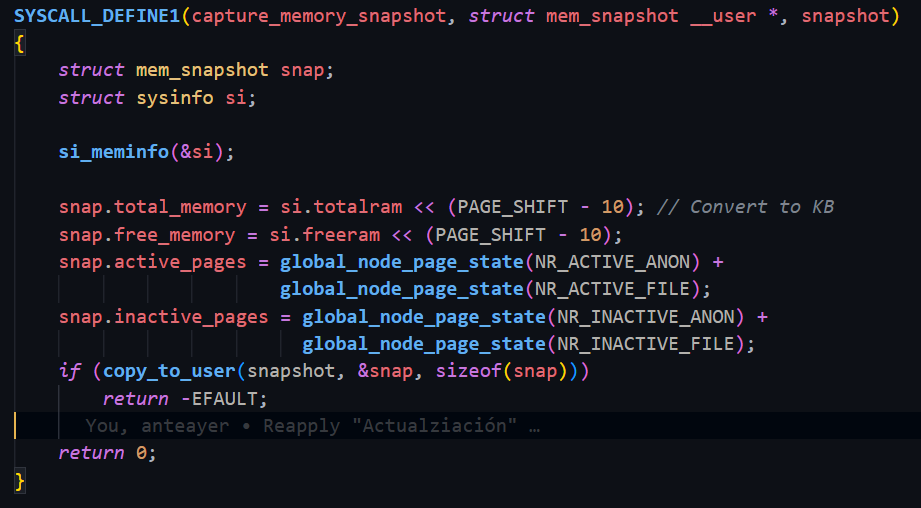 SYSCALL_DEFINE1(capture_memory_snapshot, struct mem_snapshot __user *, snapshot)
{
struct mem_snapshot snap;
struct sysinfo si;
si_meminfo(&si);
snap.total_memory = si.totalram << (PAGE_SHIFT - 10); // Convert to KB
snap.free_memory = si.freeram << (PAGE_SHIFT - 10);
snap.active_pages = global_node_page_state(NR_ACTIVE_ANON) +
global_node_page_state(NR_ACTIVE_FILE);
snap.inactive_pages = global_node_page_state(NR_INACTIVE_ANON) +
global_node_page_state(NR_INACTIVE_FILE);
if (copy_to_user(snapshot, &snap, sizeof(snap)))
return -EFAULT;
You, anteayer • Reapply "Actualziación" …
return 0;
}